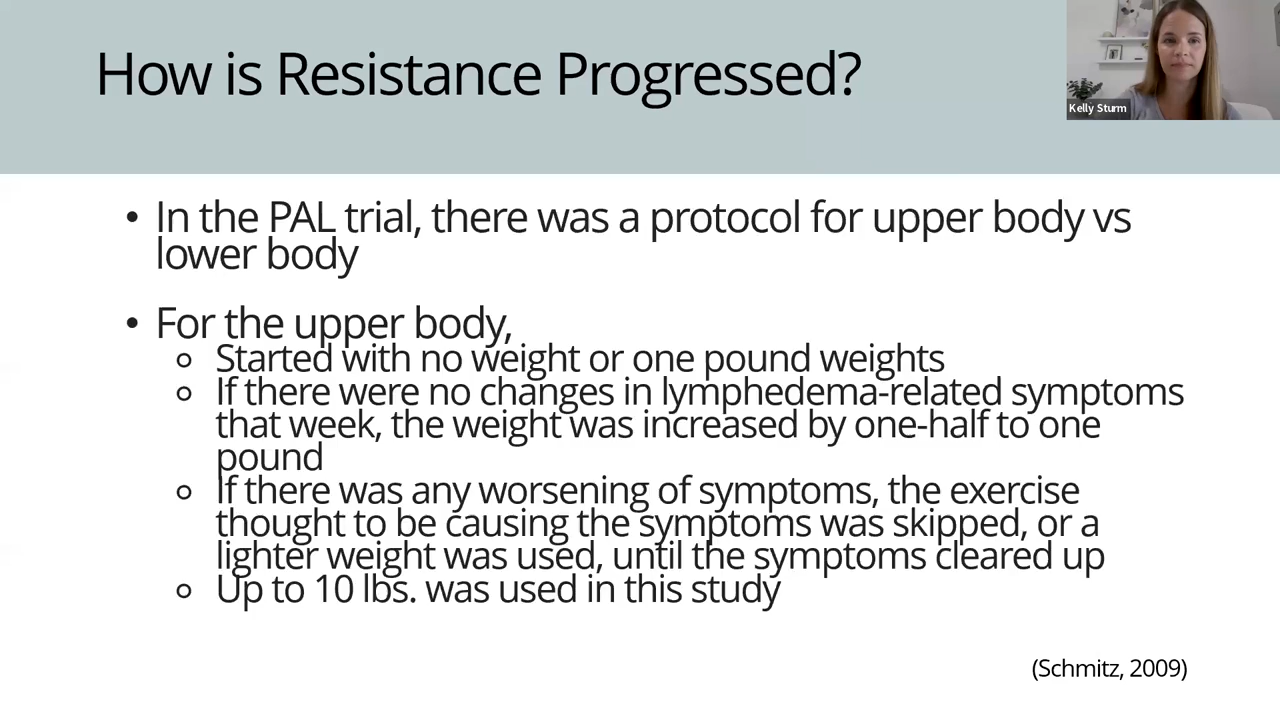 How is Resistance Progressed?
Kelly Sturm
• In the PAL trial, there was a protocol for upper body vs
lower body
• For the upper body,
Started with no weight or one pound weights
If there were no changes in lymphedema-related symptoms
that week, the weight was increased by one-half to one
pound
If there was any worsening of symptoms, the exercise
thought to be causing the symptoms was skipped, or a
lighter weight was used, until the symptoms cleared up
Up to 10 lbs. was used in this study
(Schmitz, 2009)